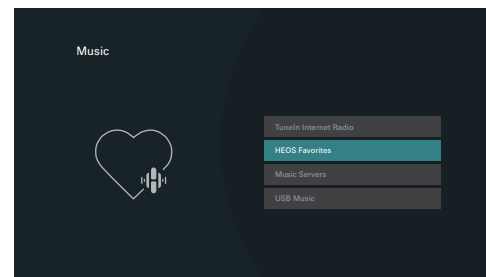 Music
TuneIn Internet Radio
HEOS Favorites
Music Servers
USB Music